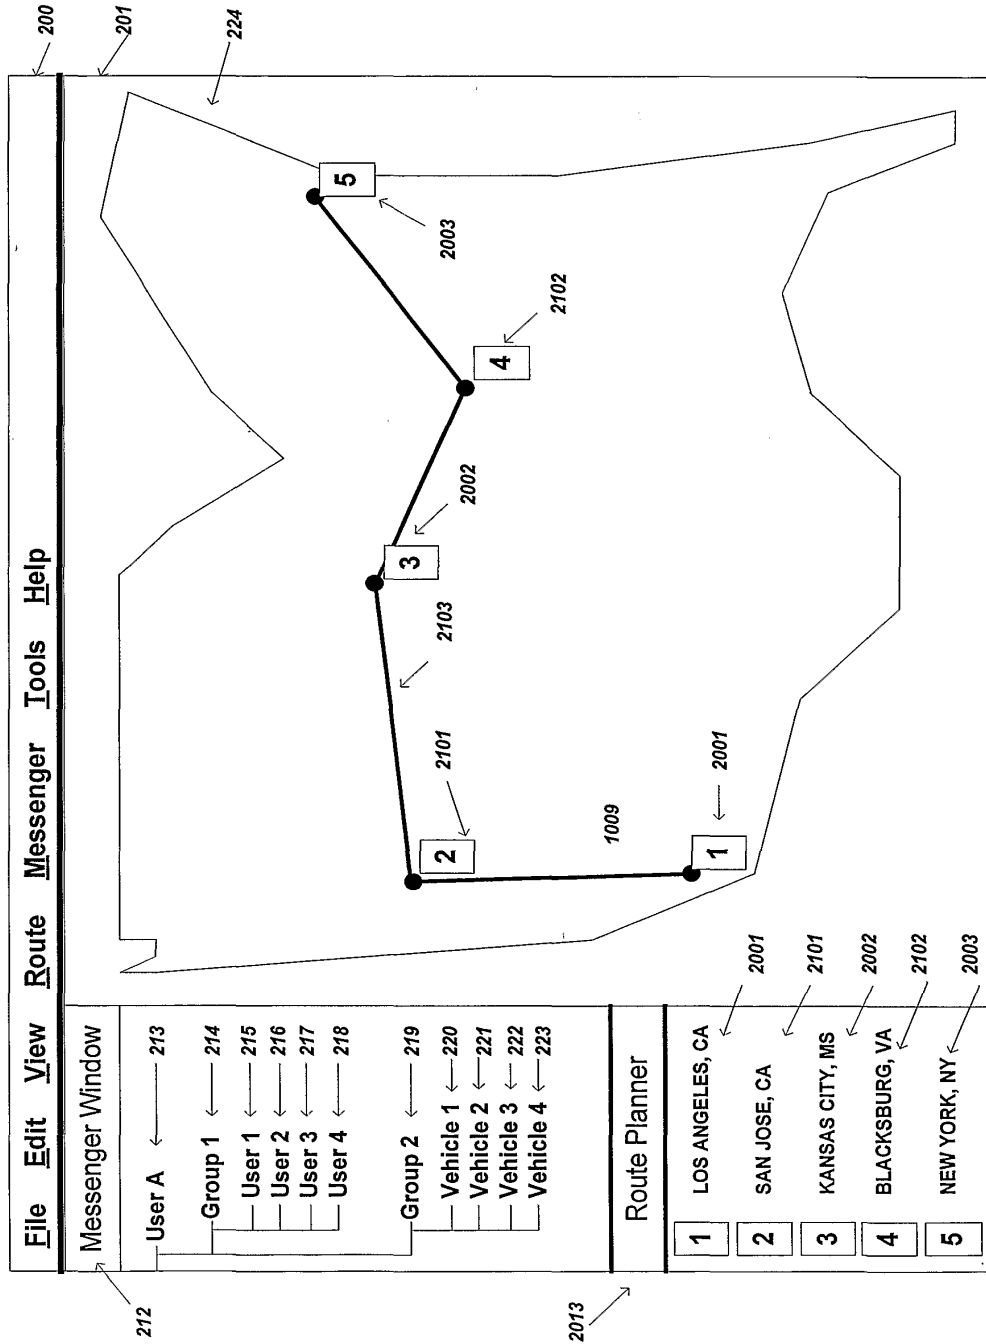 File Edit View Route Messenger Tools Help
200
201
224
Messenger Window
212
User A 213
Group 1 214
User 1 215
User 2 216
User 3 217
User 4 218
Group 2 219
Vehicle 1 220
Vehicle 2 221
Vehicle 3 222
Vehicle 4 223
Route Planner
2013
1 LOS ANGELES, CA 2001
2 SAN JOSE, CA 2101
3 KANSAS CITY, MS 2002
4 BLACKSBURG, VA 2102
5 NEW YORK, NY 2003
5
2003
4
2102
3
2002
2103
2
2101
1009
1
2001